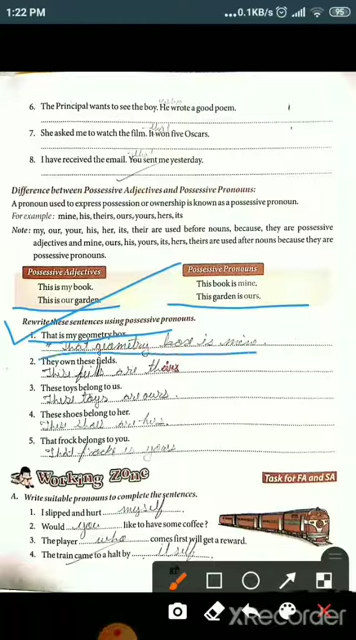 1:22 PM ...0.1KB/s 95
6. The Principal wants to see the boy. He wrote a good poem.
7. She asked me to watch the film. It won five Oscars.
8. I have received the email. You sent me yesterday.
Difference between Possessive Adjectives and Possessive Pronouns:
A pronoun used to express possession or ownership is known as a possessive pronoun.
For example: mine, his, theirs, ours, yours, hers, its
Note: my, our, your, his, her, its, their are used before nouns, because, they are possessive
adjectives and mine, ours, his, yours, its, hers, theirs are used after nouns because they are
possessive pronouns.
Possessive Adjectives Possessive Pronouns
This is my book. This book is mine.
This is our garden. This garden is ours.
Rewrite these sentences using possessive pronouns.
1. That is my geometry box.
That geometry box is mine.
2. They own these fields.
are theirs
3. These toys belong to us.
These toys are ours.
4. These shoes belong to her.
are hers.
5. That frock belongs to you.
That is yours
Working Zone Task for FA and SA
A. Write suitable pronouns to complete the sentences.
1. I slipped and hurt myself
2. Would you like to have some coffee?
3. The player who comes first will get a reward.
4. The train came to a halt by itself.
XRECORDER